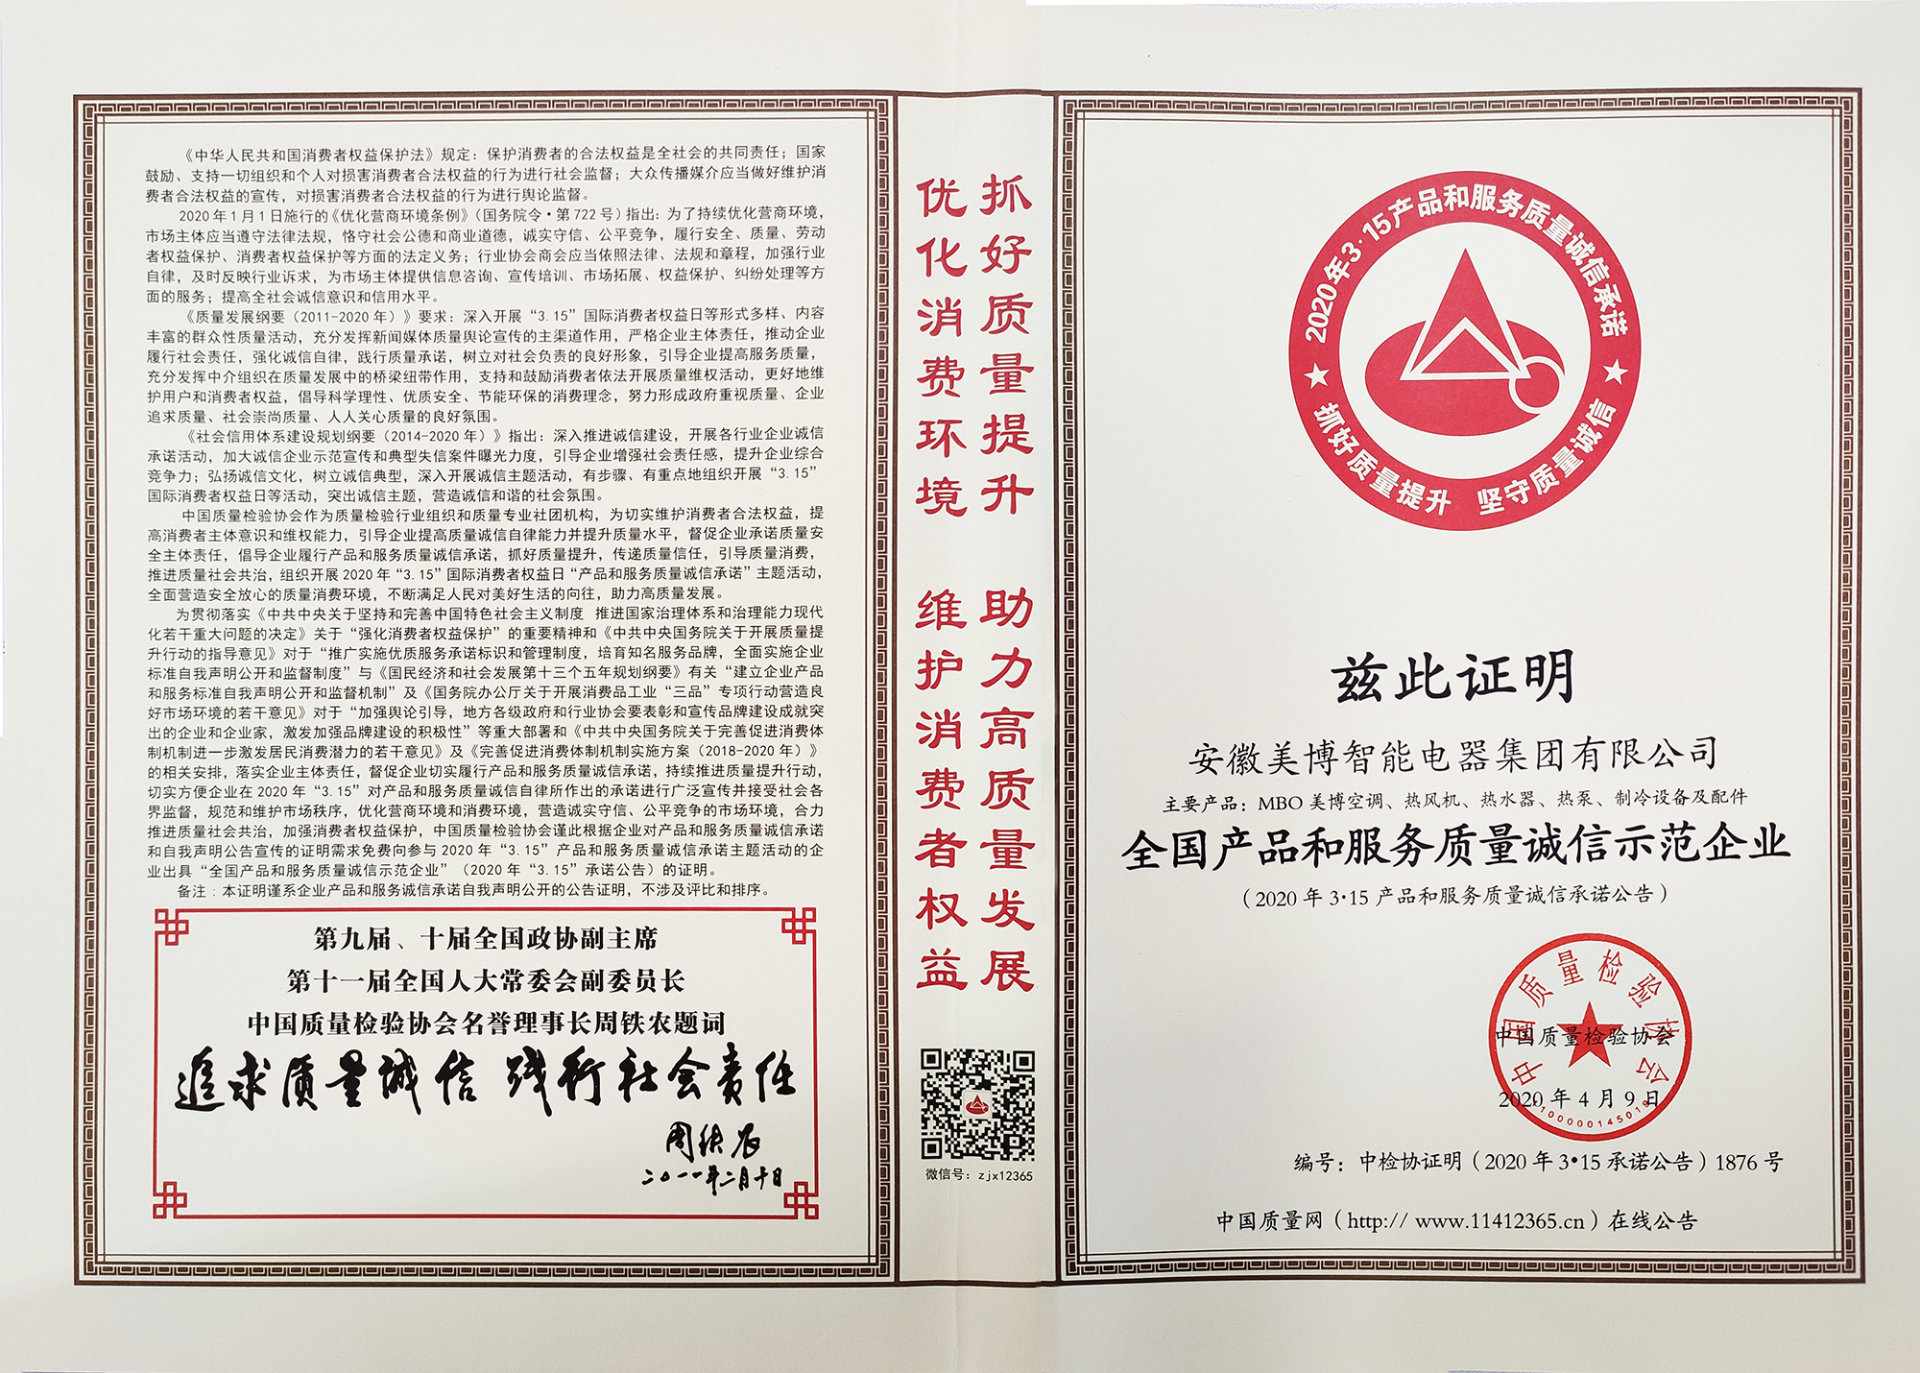 《中华人民共和国消费者权益保护法》规定：保护消费者的合法权益是全社会的共同责任；国家
鼓励、支持一切组织和个人对损害消费者合法权益的行为进行社会监督；大众传播媒介应当做好维护消
费者合法权益的宣传，对损害消费者合法权益的行为进行舆论监督。
2020年1月1日施行的《优化营商环境条例》（国务院令·第722号）指出：为了持续优化营商环境，
市场主体应当遵守法律法规，恪守社会公德和商业道德，诚实守信、公平竞争，履行安全、质量、劳动
者权益保护、消费者权益保护等方面的法定义务；行业协会商会应当依照法律、法规和章程，加强行业
自律，及时反映行业诉求，为市场主体提供信息咨询、宣传培训、市场拓展、权益保护、纠纷处理等方
面的服务；提高全社会诚信意识和信用水平。
《质量发展纲要（2011-2020年）》要求：深入开展“3.15”国际消费者权益日等形式多样、内容
丰富的群众性质量活动，充分发挥新闻媒体质量舆论宣传的主渠道作用，严格企业主体责任，推动企业
履行社会责任，强化诚信自律，践行质量承诺，树立对社会负责的良好形象，引导企业提高服务质量，
充分发挥中介组织在质量发展中的桥梁纽带作用，支持和鼓励消费者依法开展质量维权活动，更好地维
护用户和消费者权益，倡导科学理性、优质安全、节能环保的消费理念，努力形成政府重视质量、企业
追求质量、社会崇尚质量、人人关心质量的良好氛围。
《社会信用体系建设规划纲要（2014-2020年）》指出：深入推进诚信建设，开展各行业企业诚信
承诺活动，加大诚信企业示范宣传和典型失信案件曝光力度，引导企业增强社会责任感，提升企业综合
竞争力；弘扬诚信文化，树立诚信典型，深入开展诚信主题活动，有步骤、有重点地组织开展“3.15”
国际消费者权益日等活动，突出诚信主题，营造诚信和谐的社会氛围。
中国质量检验协会作为质量检验行业组织和质量专业社团机构，为切实维护消费者合法权益，提
高消费者主体意识和维权能力，引导企业提高质量诚信自律能力并提升质量水平，督促企业承诺质量安
全主体责任，倡导企业履行产品和服务质量诚信承诺，抓好质量提升，传递质量信任，引导质量消费，
推进质量社会共治，组织开展2020年“3.15”国际消费者权益日“产品和服务质量诚信承诺”主题活动，
全面营造安全放心的质量消费环境，不断满足人民对美好生活的向往，助力高质量发展。
为贯彻落实《中共中央关于坚持和完善中国特色社会主义制度 推进国家治理体系和治理能力现代
化若干重大问题的决定》关于“强化消费者权益保护”的重要精神和《中共中央国务院关于开展质量提
升行动的指导意见》对于“推广实施优质服务承诺标识和管理制度，培育知名服务品牌，全面实施企业
标准自我声明公开和监督制度”与《国民经济和社会发展第十三个五年规划纲要》有关“建立企业产品
和服务标准自我声明公开和监督机制”及《国务院办公厅关于开展消费品工业“三品”专项行动营造良
好市场环境的若干意见》对于“加强舆论引导，地方各级政府和行业协会要表彰和宣传品牌建设成就突
出的企业和企业家，激发加强品牌建设的积极性”等重大部署和《中共中央国务院关于完善促进消费体
制机制进一步激发居民消费潜力的若干意见》及《完善促进消费体制机制实施方案（2018-2020年）》
的相关安排，落实企业主体责任，督促企业切实履行产品和服务质量诚信承诺，持续推进质量提升行动，
切实方便企业在2020年“3.15”对产品和服务质量诚信自律所作出的承诺进行广泛宣传并接受社会各
界监督，规范和维护市场秩序，优化营商环境和消费环境，营造诚实守信、公平竞争的市场环境，合力
推进质量社会共治，加强消费者权益保护，中国质量检验协会谨此根据企业对产品和服务质量诚信承诺
和自我声明公告宣传的证明需求免费向参与2020年“3.15”产品和服务质量诚信承诺主题活动的企
业出具“全国产品和服务质量诚信示范企业”（2020年“3.15”承诺公告）的证明。
备注：本证明谨系企业产品和服务诚信承诺自我声明公开的公告证明，不涉及评比和排序。
第九届、十届全国政协副主席
第十一届全国人大常委会副委员长
中国质量检验协会名誉理事长周铁农题词
追求质量诚信 践行社会责任
周铁农
二〇一一年二月十日
抓好质量提升 助力高质量发展
优化消费环境 维护消费者权益
微信号：zjx12365
2020年3·15产品和服务质量诚信承诺
抓好质量提升 坚守质量诚信
兹此证明
安徽美博智能电器集团有限公司
主要产品：MBO美博空调、热风机、热水器、热泵、制冷设备及配件
全国产品和服务质量诚信示范企业
（2020年3·15产品和服务质量诚信承诺公告）
中国质量检验协会
中国质量检验协会
2020年4月9日
编号：中检协证明（2020年3·15承诺公告）1876号
中国质量网（http:// www.11412365.cn）在线公告